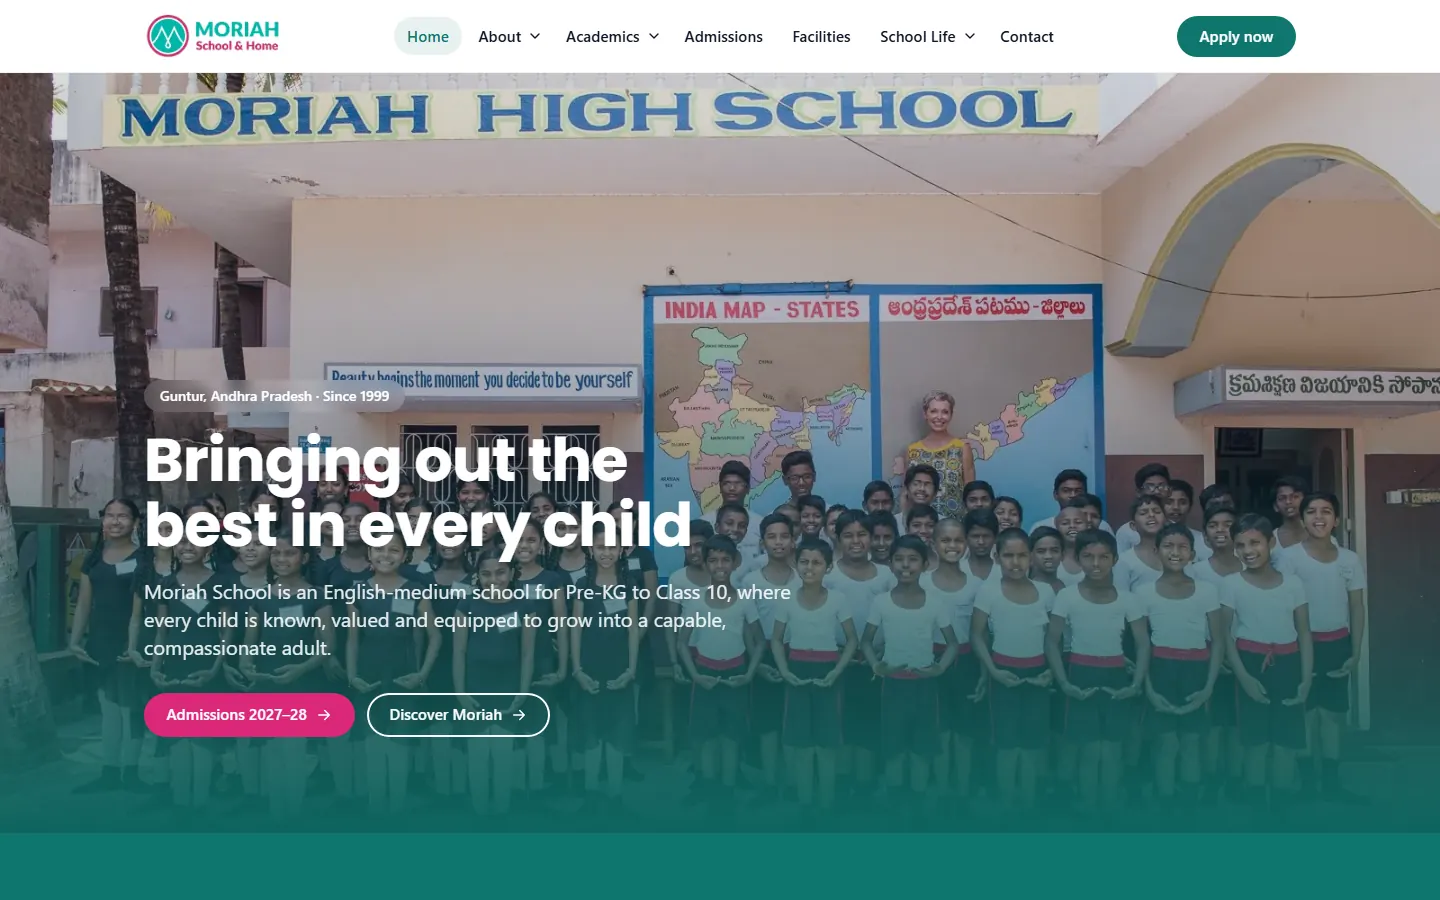 MORIAH
School & Home
Home
About
Academics
Admissions
Facilities
School Life
Contact
Apply now
MORIAH HIGH SCHOOL
INDIA MAP - STATES
ఆంధ్రప్రదేశ్ పటము - జిల్లాలు
Beauty begins the moment you decide to be yourself
క్రమశిక్షణ విజయానికి సోపానం
Guntur, Andhra Pradesh · Since 1999
Bringing out the
best in every child
Moriah School is an English-medium school for Pre-KG to Class 10, where
every child is known, valued and equipped to grow into a capable,
compassionate adult.
Admissions 2027–28
Discover Moriah